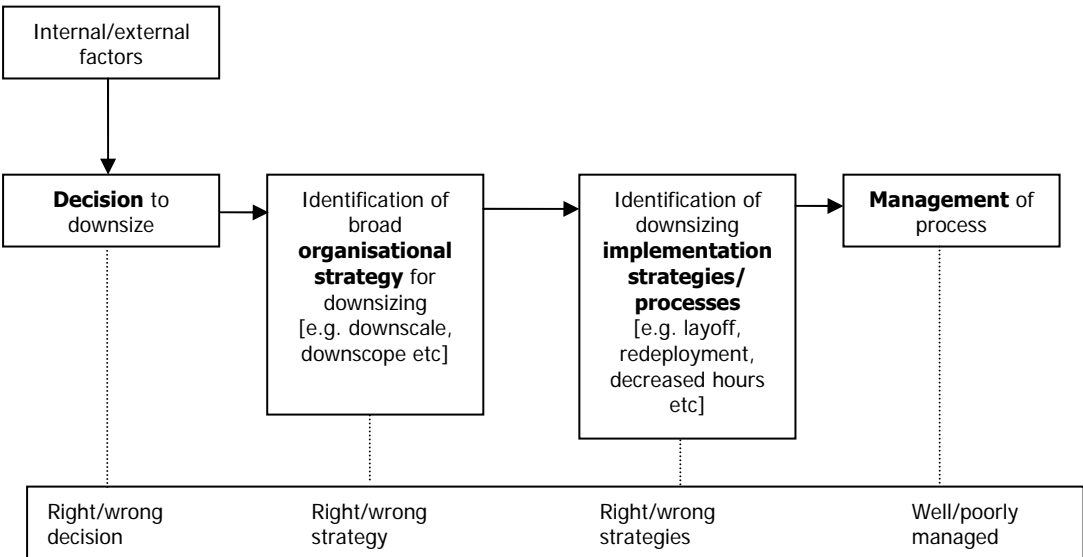 Internal/external
factors
Decision to
downsize
Identification of
broad
organisational
strategy for
downsizing
[e.g. downscale,
downscope etc]
Identification of
downsizing
implementation
strategies/
processes
[e.g. layoff,
redeployment,
decreased hours
etc]
Management of
process
Right/wrong
decision
Right/wrong
strategy
Right/wrong
strategies
Well/poorly
managed